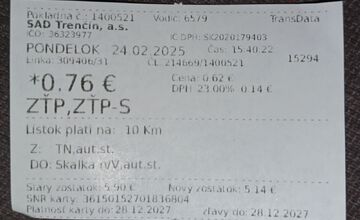 Pokladňa č.: 1400521 Vodič: 6579 TransData
SAD Trenčín, a.s.
IČO: 36323977 IČ DPH: SK2020179403
PONDELOK 24.02.2025 Čas: 15:40:22
Linka: 309406/31 ČL: 214669/1400521 15294
*0.76 € Cena: 0.62 €
DPH: 23.00% 0.14 €
ZŤP,ZŤP-S
Lístok platí na: 10 Km
Z: TN,aut.st.
DO: Skalka n/V,aut.st.
Starý zostatok: 5.90 € Nový zostatok: 5.14 €
SNR karty: 3615015270183​6804
Platnosť karty do: 28.12.2027 zľavy do: 28.12.2027